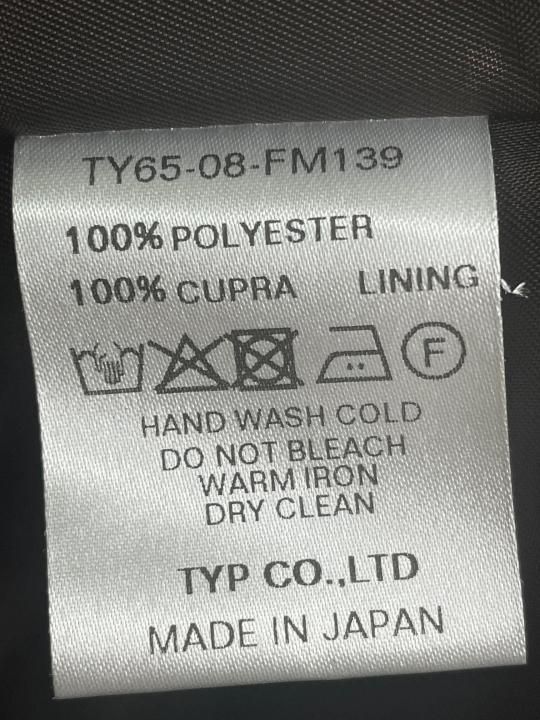 TY65-08-FM139
100% POLYESTER
100% CUPRA LINING
F
HAND WASH COLD
DO NOT BLEACH
WARM IRON
DRY CLEAN
TYP CO.,LTD
MADE IN JAPAN